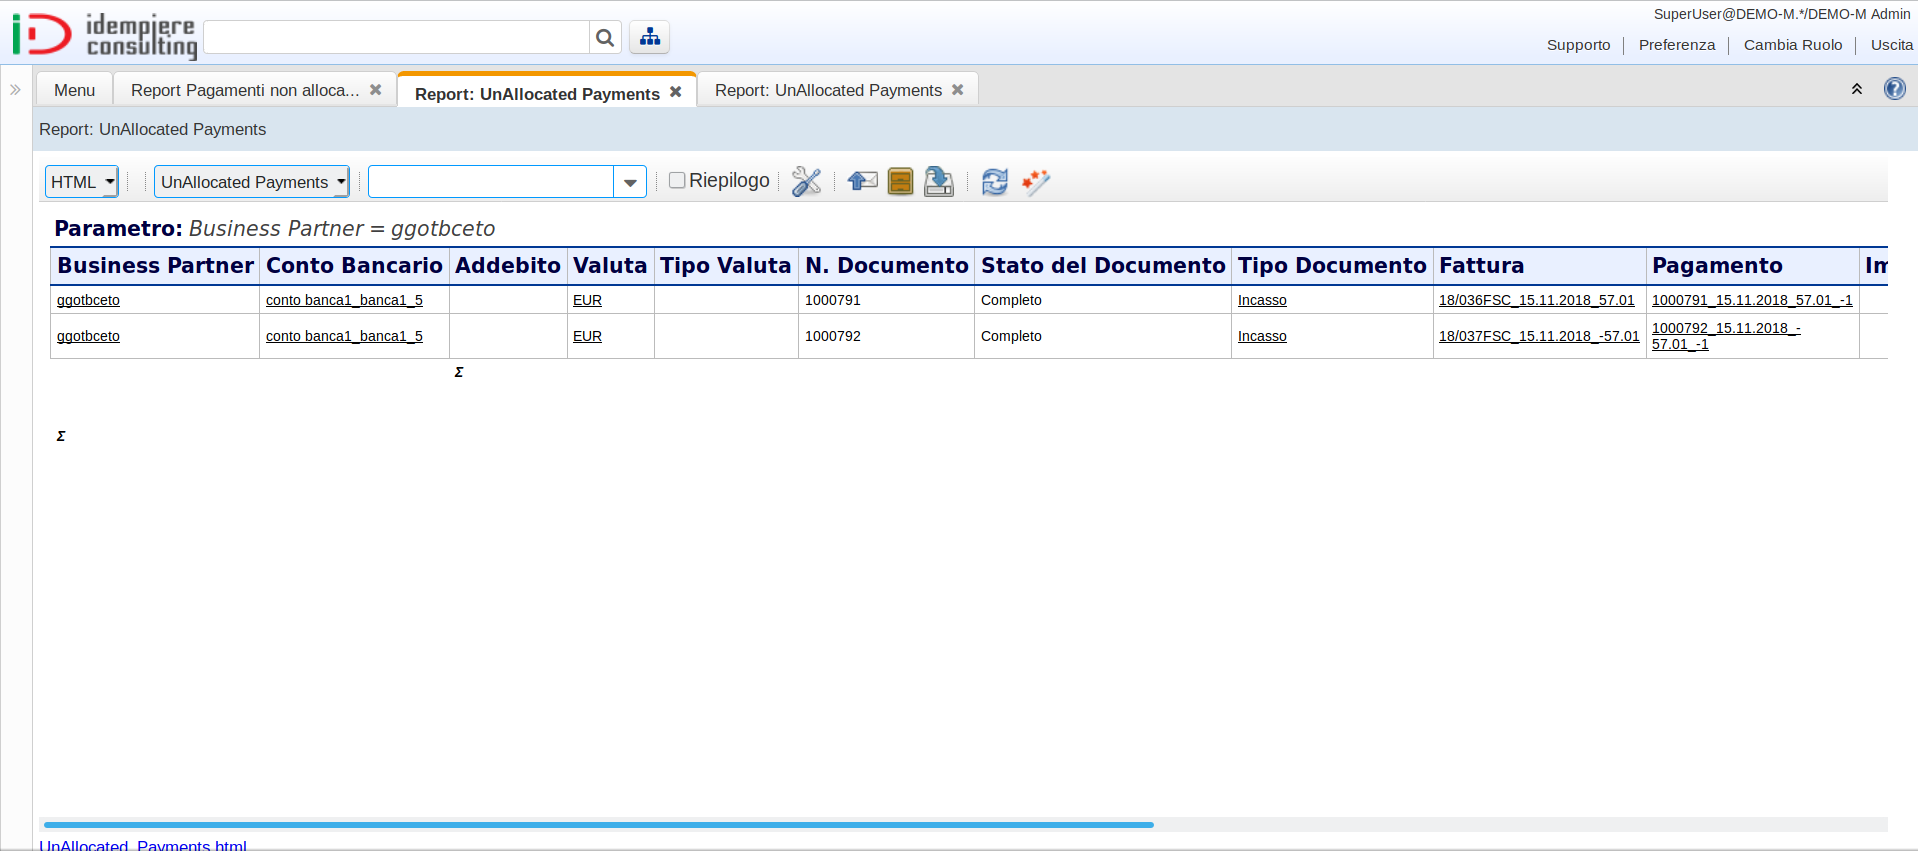 SuperUser@DEMO-M.*/DEMO-M Admin
idempiere
consulting
Supporto
Preferenza
Cambia Ruolo
Uscita
Menu
Report Pagamenti non alloca...
Report: UnAllocated Payments
Report: UnAllocated Payments
Report: UnAllocated Payments
HTML
UnAllocated Payments
Riepilogo
Parametro: Business Partner = ggotbceto
Business Partner Conto Bancario Addebito Valuta Tipo Valuta N. Documento Stato del Documento Tipo Documento Fattura Pagamento Im
ggotbceto conto banca1_banca1_5 EUR 1000791 Completo Incasso 18/036FSC_15.11.2018_57.01 1000791_15.11.2018_57.01_-1
ggotbceto conto banca1_banca1_5 EUR 1000792 Completo Incasso 18/037FSC_15.11.2018_-57.01 1000792_15.11.2018_-
57.01_-1
Σ
Σ
UnAllocated_Payments.html